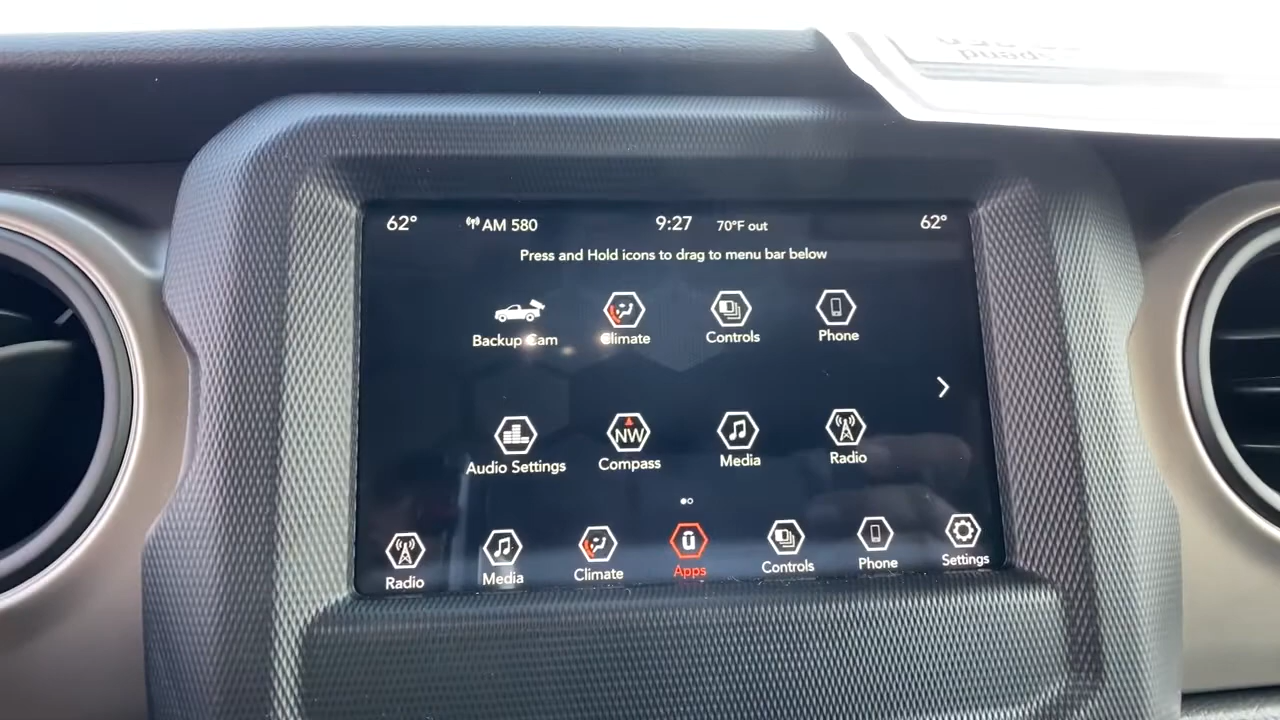 62° AM 580 9:27 70°F out 62°
Press and Hold icons to drag to menu bar below
Backup Cam Climate Controls Phone
NW
Audio Settings Compass Media Radio
ū
Radio Media Climate Apps Controls Phone Settings